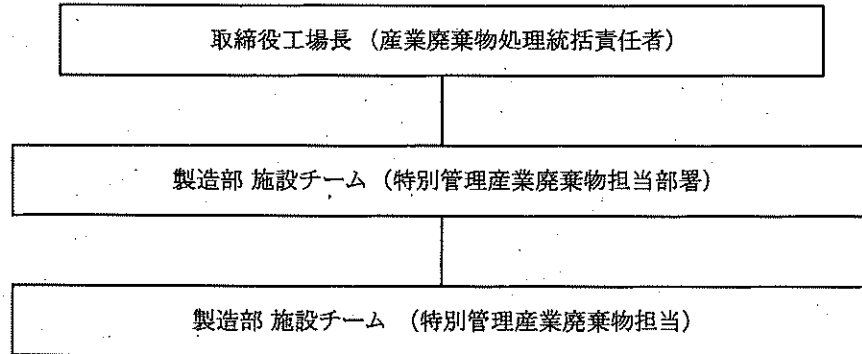 取締役工場長（産業廃棄物処理統括責任者）
製造部 施設チーム（特別管理産業廃棄物担当部署）
製造部 施設チーム （特別管理産業廃棄物担当）